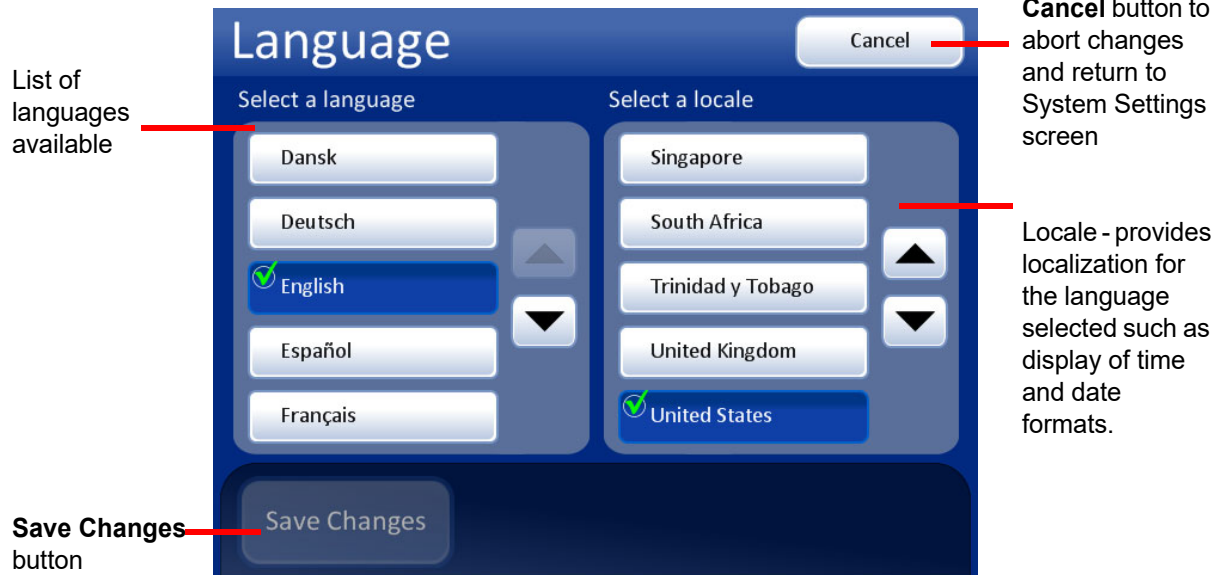 Language
Cancel
Select a language
Select a locale
Dansk
Deutsch
English
Español
Français
Singapore
South Africa
Trinidad y Tobago
United Kingdom
United States
Save Changes
List of
languages
available
Save Changes
button
Cancel button to
abort changes
and return to
System Settings
screen
Locale - provides
localization for
the language
selected such as
display of time
and date
formats.